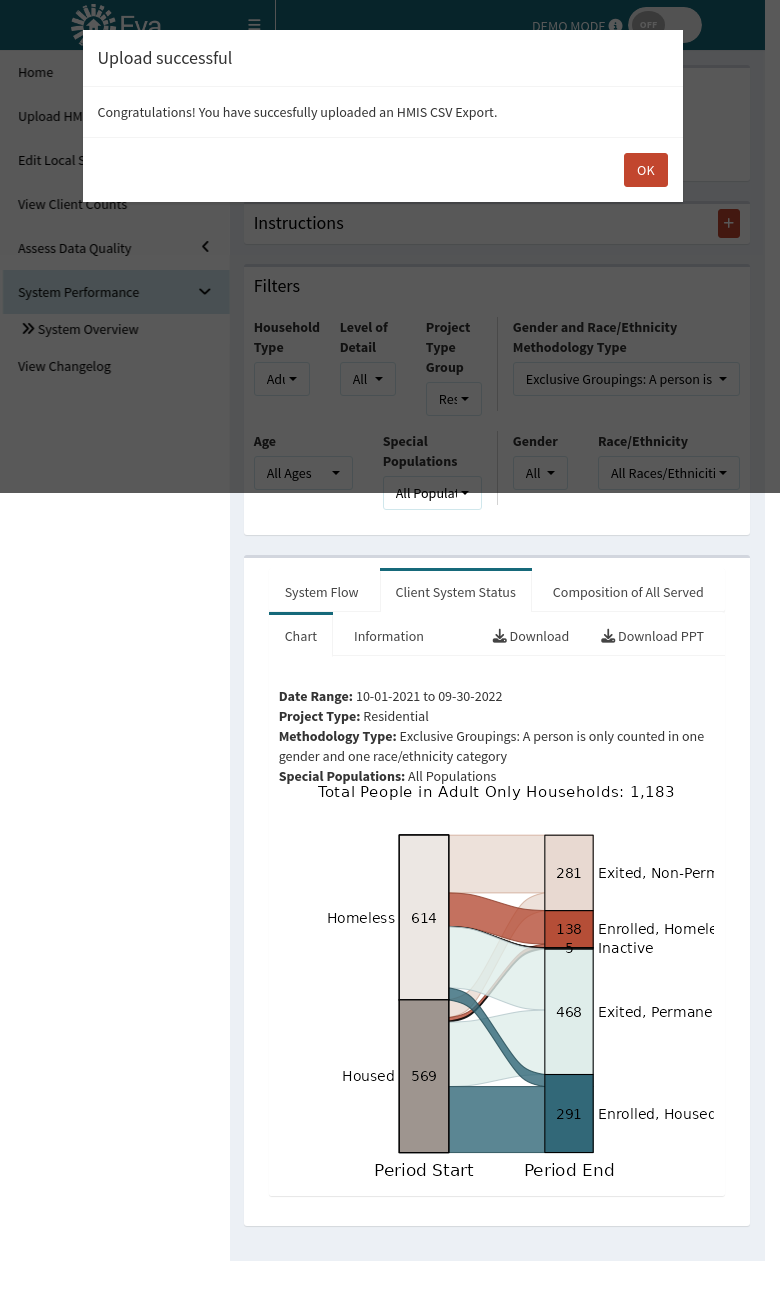 Eva
DEMO MODE
OFF
Upload successful
Congratulations! You have succesfully uploaded an HMIS CSV Export.
OK
Home
Upload HM
Edit Local S
View Client Counts
Assess Data Quality
System Performance
System Overview
View Changelog
Instructions
Filters
Household Type
Level of Detail
Project Type Group
Gender and Race/Ethnicity Methodology Type
All
Exclusive Groupings: A person is
Age
Special Populations
Gender
Race/Ethnicity
All Ages
All Populat
All
All Races/Ethniciti
System Flow
Client System Status
Composition of All Served
Chart
Information
Download
Download PPT
Date Range: 10-01-2021 to 09-30-2022
Project Type: Residential
Methodology Type: Exclusive Groupings: A person is only counted in one
gender and one race/ethnicity category
Special Populations: All Populations
Total People in Adult Only Households: 1,183
281 Exited, Non-Perm
Homeless 614
138 Enrolled, Homele
5 Inactive
468 Exited, Permane
Housed 569
291 Enrolled, Housed
Period Start Period End